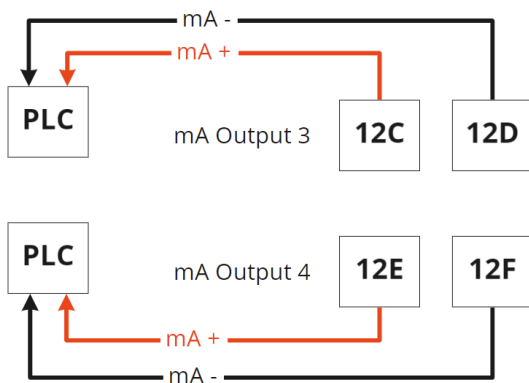 mA -
mA +
PLC
mA Output 3
12C
12D
PLC
mA Output 4
12E
12F
mA +
mA -